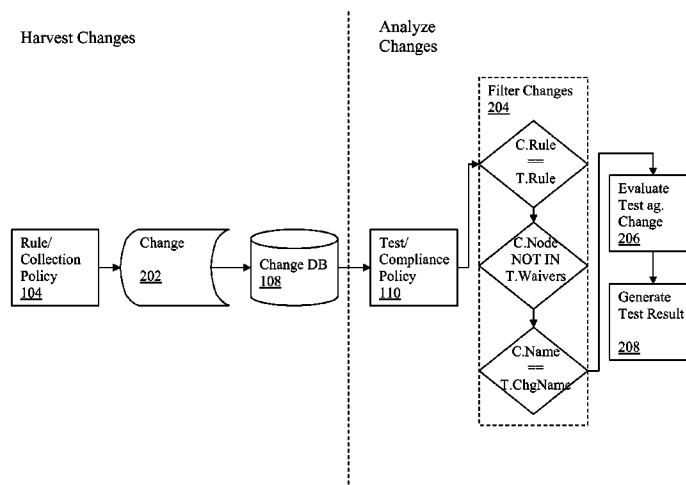 Harvest Changes
Analyze
Changes
Rule/
Collection
Policy
104
Change
202
Change DB
108
Test/
Compliance
Policy
110
Filter Changes
204
C.Rule
==
T.Rule
C.Node
NOT IN
T.Waivers
C.Name
==
T.ChgName
Evaluate
Test ag.
Change
206
Generate
Test Result
208